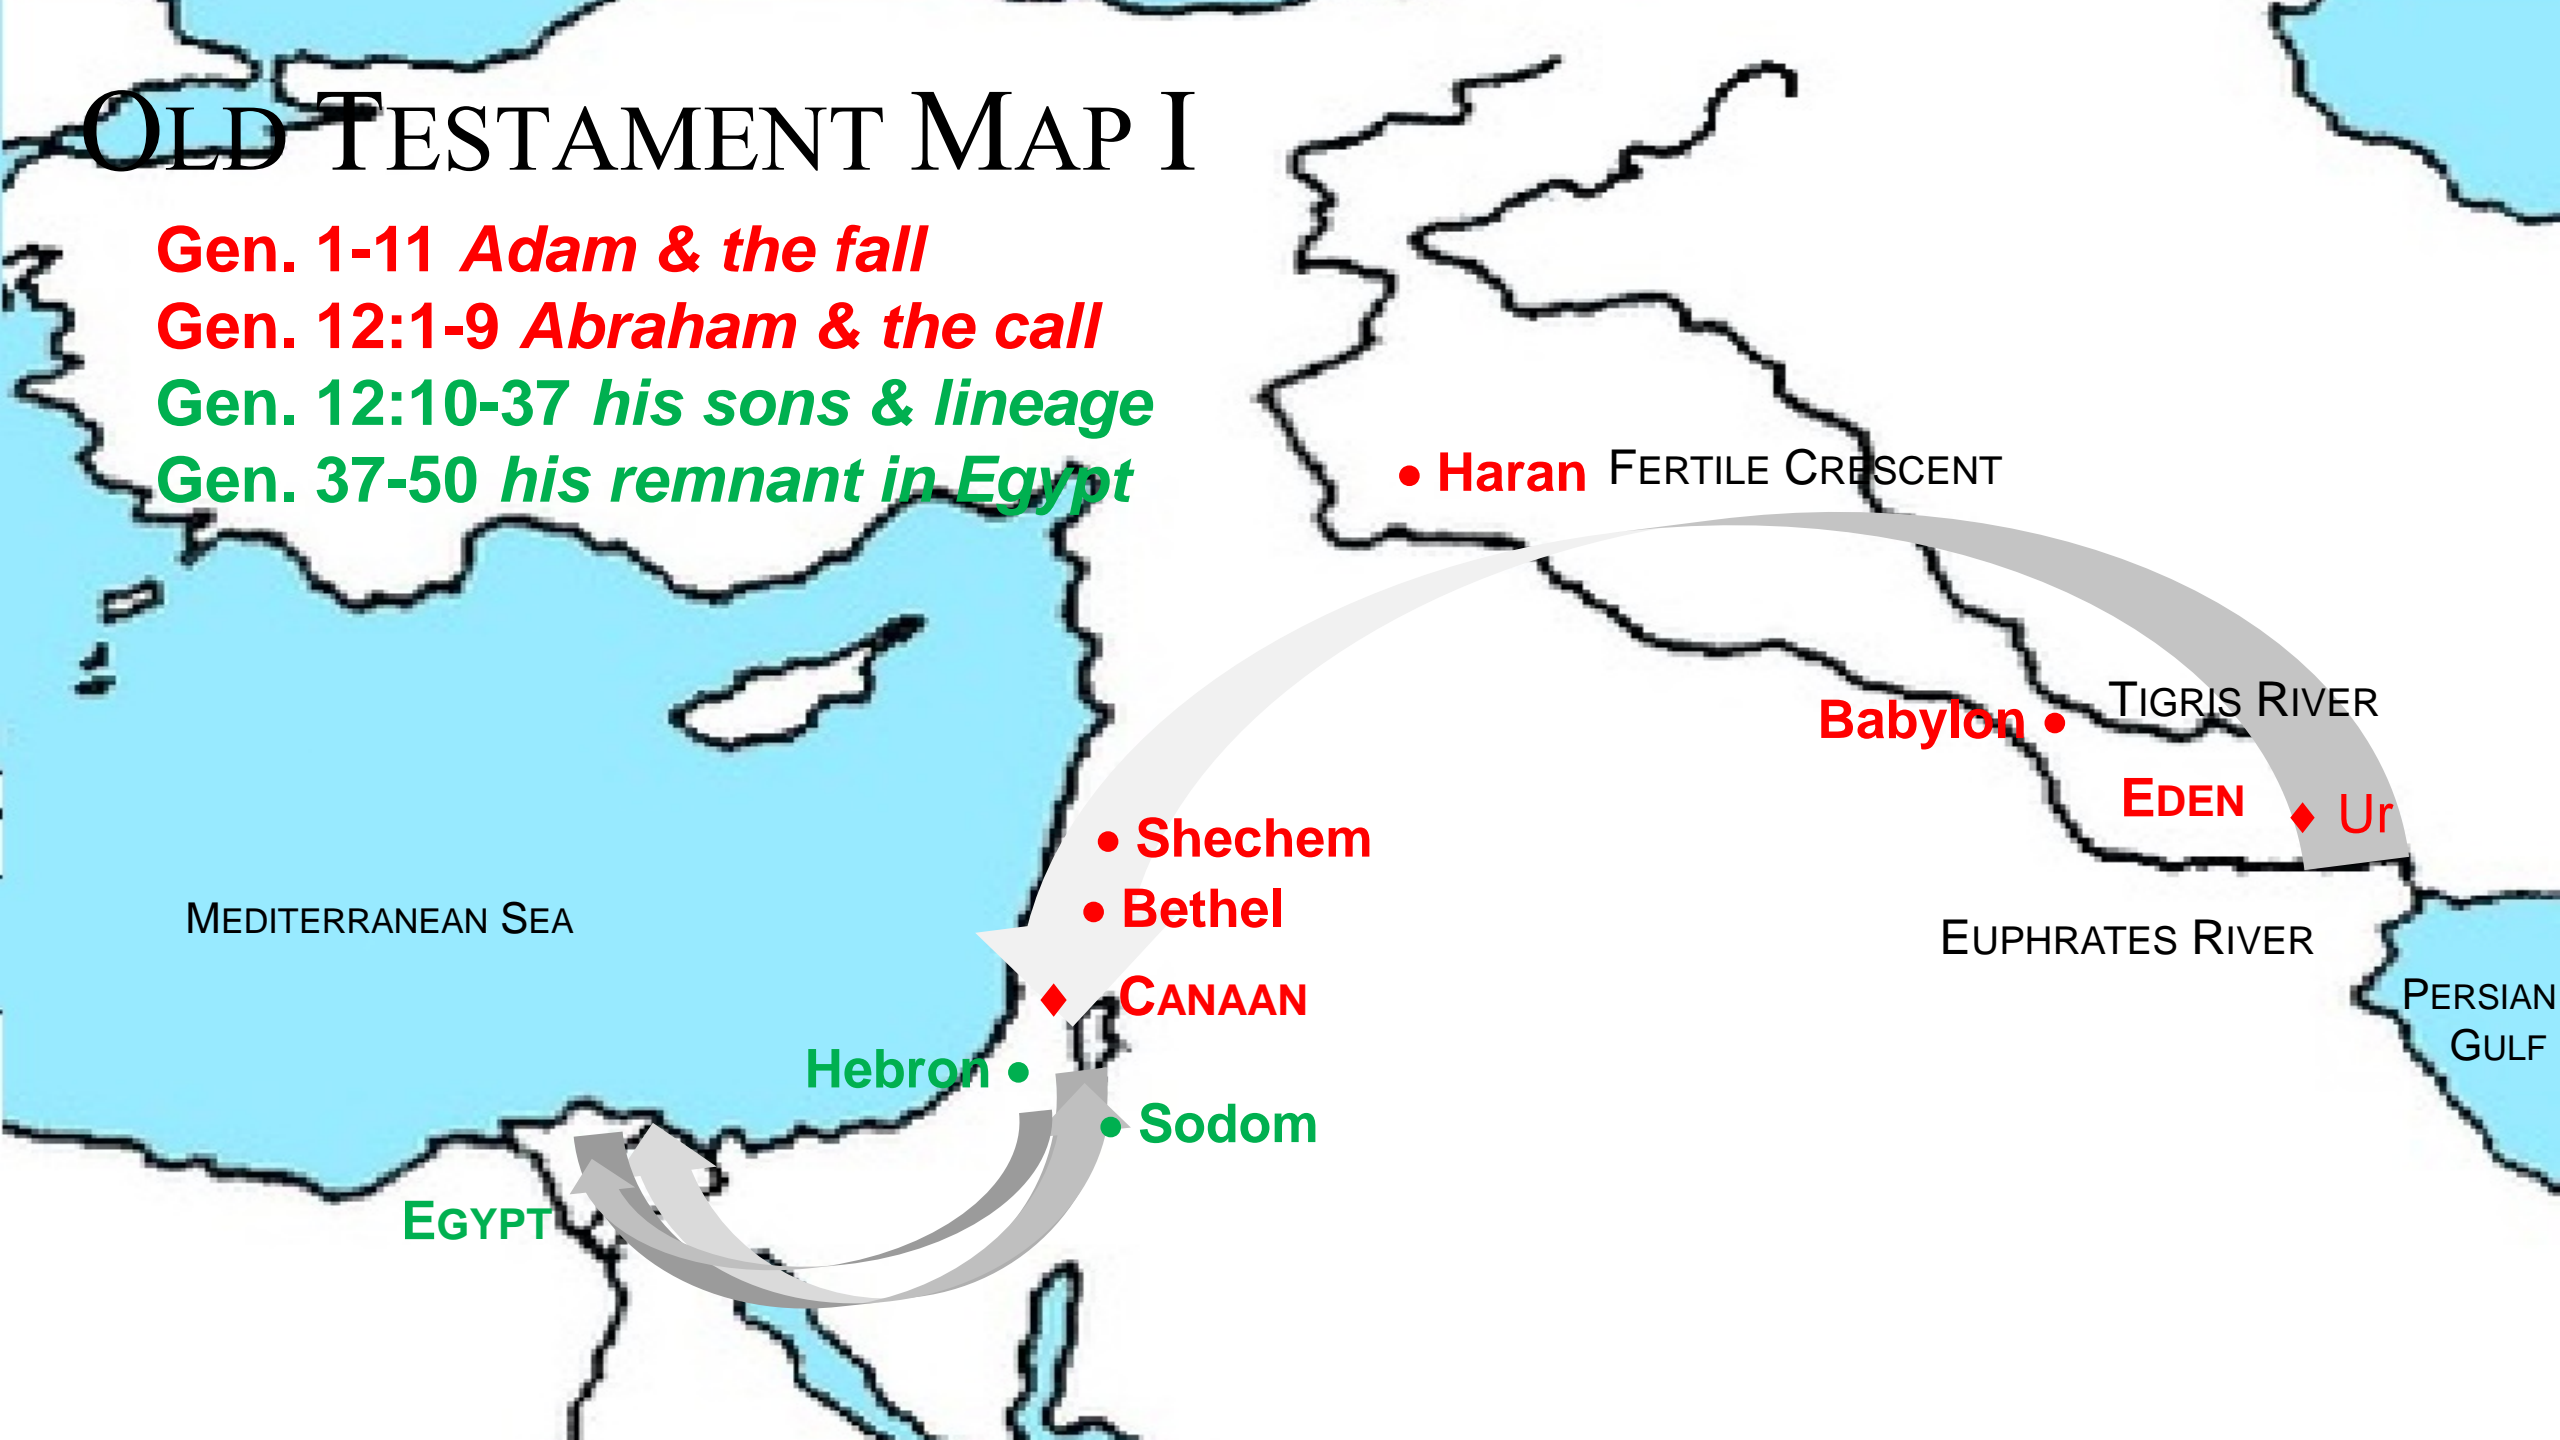 OLD TESTAMENT MAP I
Gen. 1-11 Adam & the fall
Gen. 12:1-9 Abraham & the call
Gen. 12:10-37 his sons & lineage
Gen. 37-50 his remnant in Egypt
• Haran
FERTILE CRESCENT
Babylon •
TIGRIS RIVER
EDEN
♦ Ur
• Shechem
• Bethel
MEDITERRANEAN SEA
EUPHRATES RIVER
♦ CANAAN
PERSIAN
GULF
Hebron •
• Sodom
EGYPT